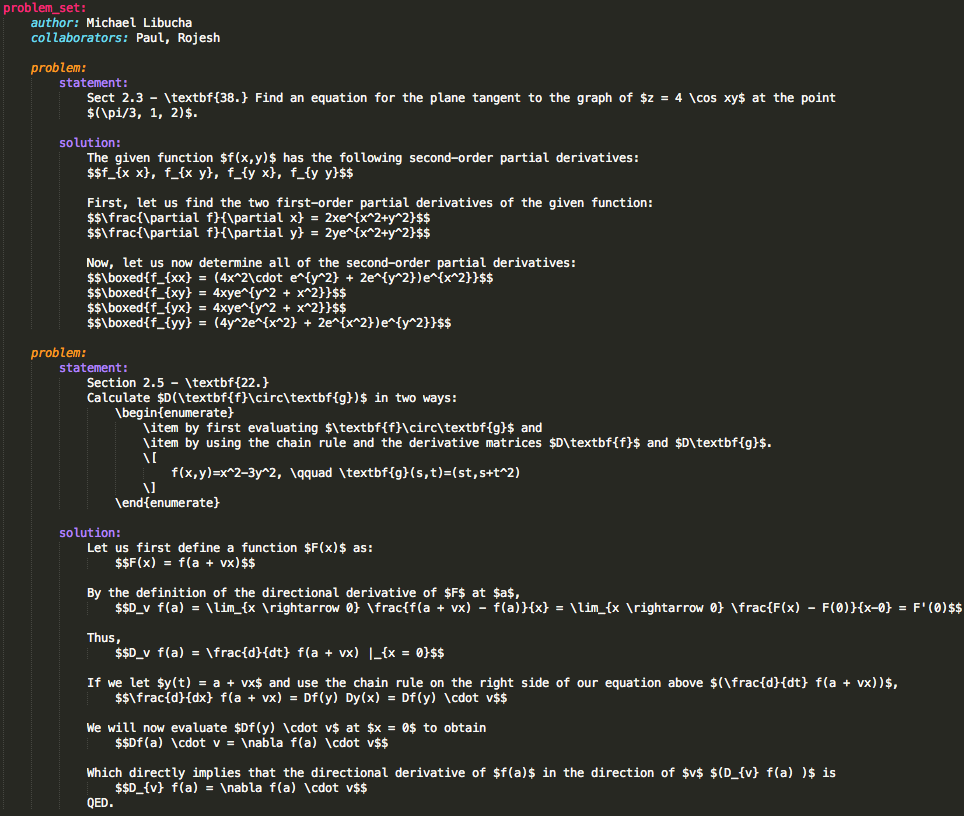 problem_set:
author: Michael Libucha
collaborators: Paul, Rojesh
problem:
statement:
Sect 2.3 - \textbf{38.} Find an equation for the plane tangent to the graph of $z = 4 \cos xy$ at the point
$(\pi/3, 1, 2)$.
solution:
The given function $f(x,y)$ has the following second-order partial derivatives:
$$f_{x x}, f_{x y}, f_{y x}, f_{y y}$$
First, let us find the two first-order partial derivatives of the given function:
$$\frac{\partial f}{\partial x} = 2xe^{x^2+y^2}$$
$$\frac{\partial f}{\partial y} = 2ye^{x^2+y^2}$$
Now, let us now determine all of the second-order partial derivatives:
$$\boxed{f_{xx} = (4x^2\cdot e^{y^2} + 2e^{y^2})e^{x^2}}$$
$$\boxed{f_{xy} = 4xye^{y^2 + x^2}}$$
$$\boxed{f_{yx} = 4xye^{y^2 + x^2}}$$
$$\boxed{f_{yy} = (4y^2e^{x^2} + 2e^{x^2})e^{y^2}}$$
problem:
statement:
Section 2.5 - \textbf{22.}
Calculate $D(\textbf{f}\circ\textbf{g})$ in two ways:
\begin{enumerate}
\item by first evaluating $\textbf{f}\circ\textbf{g}$ and
\item by using the chain rule and the derivative matrices $D\textbf{f}$ and $D\textbf{g}$.
\[
f(x,y)=x^2-3y^2, \qquad \textbf{g}(s,t)=(st,s+t^2)
\]
\end{enumerate}
solution:
Let us first define a function $F(x)$ as:
$$F(x) = f(a + vx)$$
By the definition of the directional derivative of $F$ at $a$,
$$D_v f(a) = \lim_{x \rightarrow 0} \frac{f(a + vx) - f(a)}{x} = \lim_{x \rightarrow 0} \frac{F(x) - F(0)}{x-0} = F'(0)$$
Thus,
$$D_v f(a) = \frac{d}{dt} f(a + vx) |_{x = 0}$$
If we let $y(t) = a + vx$ and use the chain rule on the right side of our equation above $(\frac{d}{dt} f(a + vx))$,
$$\frac{d}{dx} f(a + vx) = Df(y) Dy(x) = Df(y) \cdot v$$
We will now evaluate $Df(y) \cdot v$ at $x = 0$ to obtain
$$Df(a) \cdot v = \nabla f(a) \cdot v$$
Which directly implies that the directional derivative of $f(a)$ in the direction of $v$ $(D_{v} f(a) )$ is
$$D_{v} f(a) = \nabla f(a) \cdot v$$
QED.